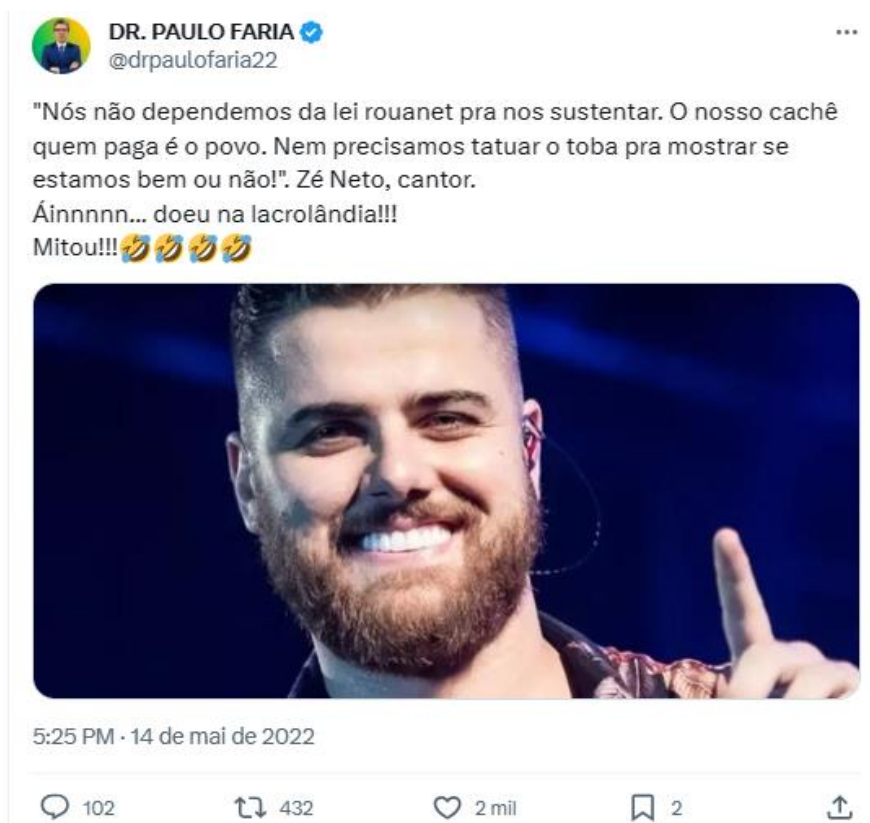 DR. PAULO FARIA
@drpaulofaria22
"Nós não dependemos da lei rouanet pra nos sustentar. O nosso cachê
quem paga é o povo. Nem precisamos tatuar o toba pra mostrar se
estamos bem ou não!". Zé Neto, cantor.
Áinnnnn... doeu na lacrolândia!!!
Mitou!!!🤣🤣🤣🤣
5:25 PM · 14 de mai de 2022
102 432 2 mil 2